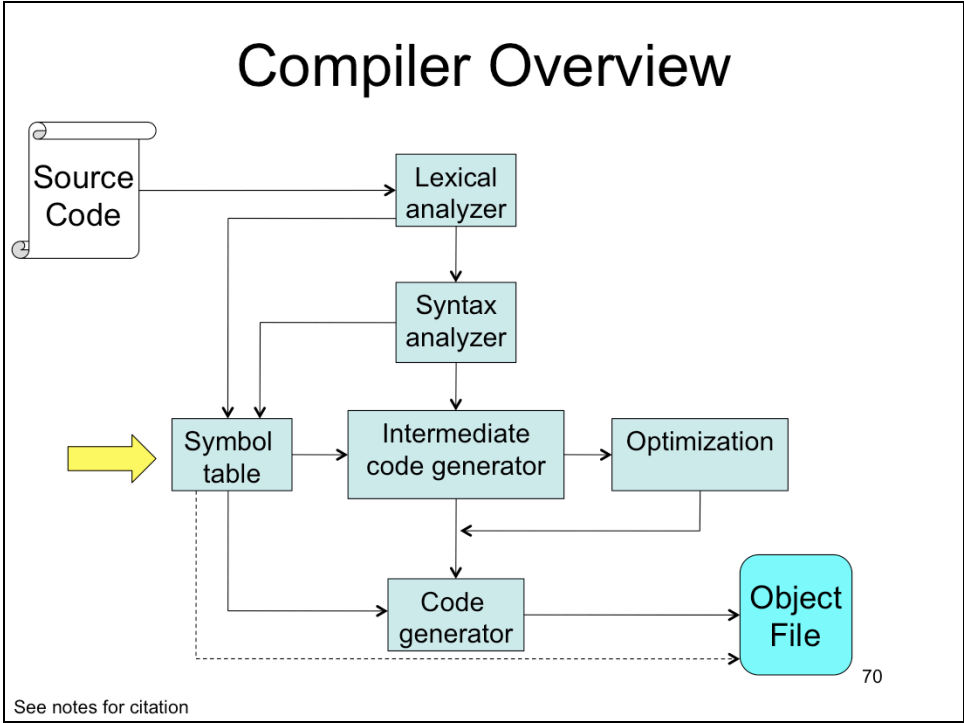 Compiler Overview
Source
Code
Lexical
analyzer
Syntax
analyzer
Symbol
table
Intermediate
code generator
Optimization
Code
generator
Object
File
70
See notes for citation